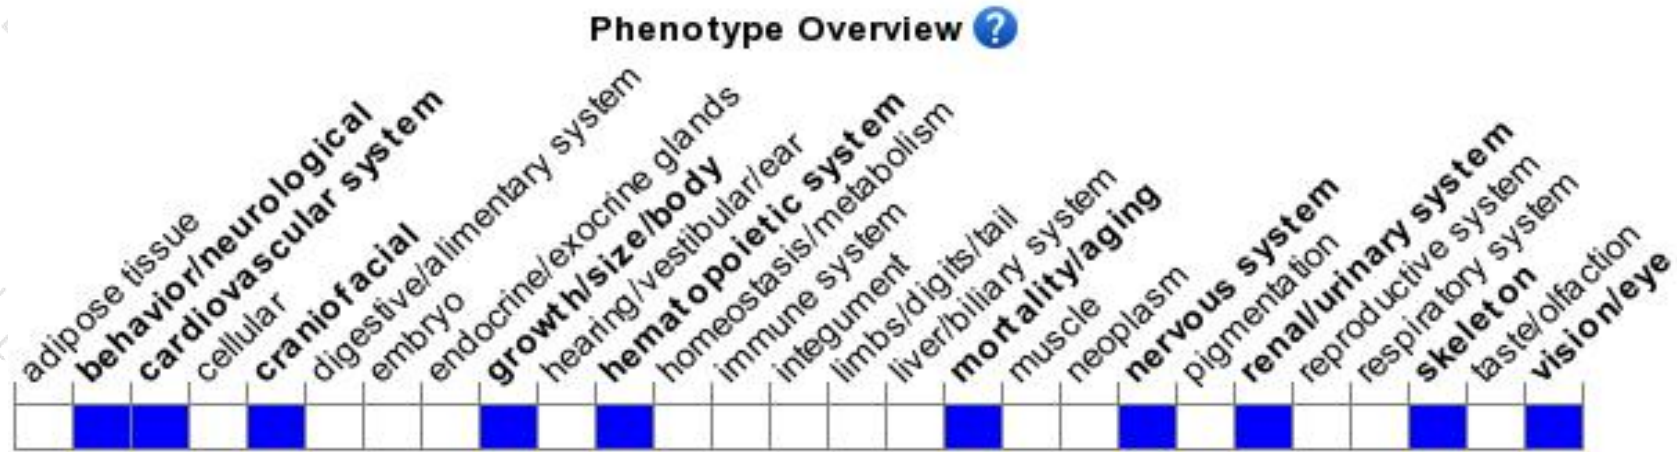 Phenotype Overview ?
adipose tissue
behavior/neurological
cardiovascular system
cellular
craniofacial
digestive/alimentary system
embryo
endocrine/exocrine glands
growth/size/body
hearing/vestibular/ear
hematopoietic system
homeostasis/metabolism
immune system
integument
limbs/digits/tail
liver/biliary system
mortality/aging
muscle
neoplasm
nervous system
pigmentation
renal/urinary system
reproductive system
respiratory system
skeleton
taste/olfaction
vision/eye